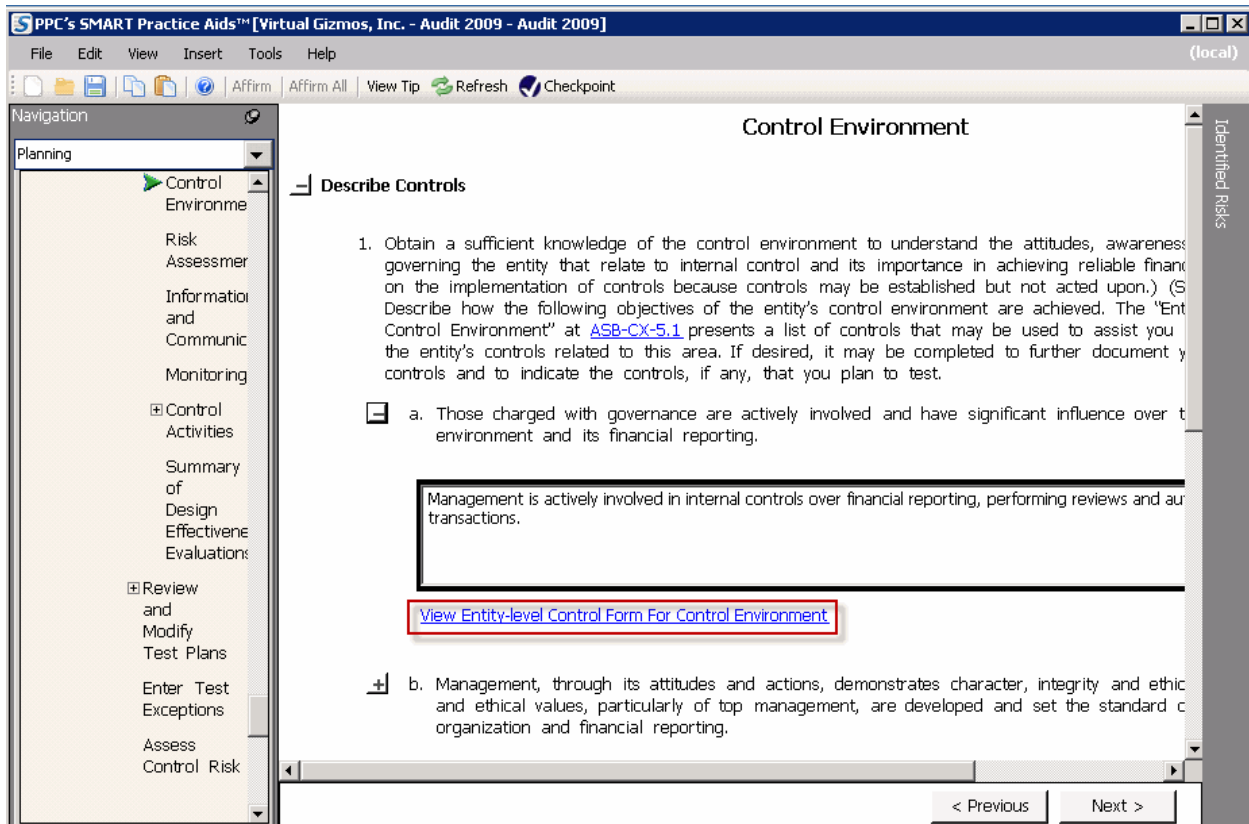 PPC's SMART Practice Aids™ [Virtual Gizmos, Inc. - Audit 2009 - Audit 2009]
File Edit View Insert Tools Help (local)
Affirm Affirm All View Tip Refresh Checkpoint
Navigation
Planning
Control
Environme
Risk
Assessmer
Information
and
Communic
Monitoring
Control
Activities
Summary
of
Design
Effectivene
Evaluations
Review
and
Modify
Test Plans
Enter Test
Exceptions
Assess
Control Risk
Control Environment
Describe Controls
1. Obtain a sufficient knowledge of the control environment to understand the attitudes, awareness
governing the entity that relate to internal control and its importance in achieving reliable financ
on the implementation of controls because controls may be established but not acted upon.) (S
Describe how the following objectives of the entity's control environment are achieved. The "Ent
Control Environment" at ASB-CX-5.1 presents a list of controls that may be used to assist you
the entity's controls related to this area. If desired, it may be completed to further document y
controls and to indicate the controls, if any, that you plan to test.
a. Those charged with governance are actively involved and have significant influence over t
environment and its financial reporting.
Management is actively involved in internal controls over financial reporting, performing reviews and aut
transactions.
View Entity-level Control Form For Control Environment
b. Management, through its attitudes and actions, demonstrates character, integrity and ethic
and ethical values, particularly of top management, are developed and set the standard c
organization and financial reporting.
< Previous Next >
Identified Risks